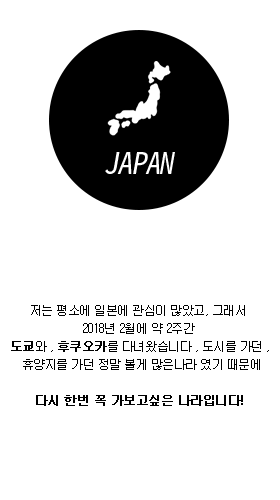 JAPAN
저는 평소에 일본에 관심이 많았고, 그래서
2018년 2월에 약 2주간
도쿄와 , 후쿠오카를 다녀왔습니다 , 도시를 가던 ,
휴양지를 가던 정말 볼게 많은나라 였기 때문에
다시 한번 꼭 가보고싶은 나라입니다!